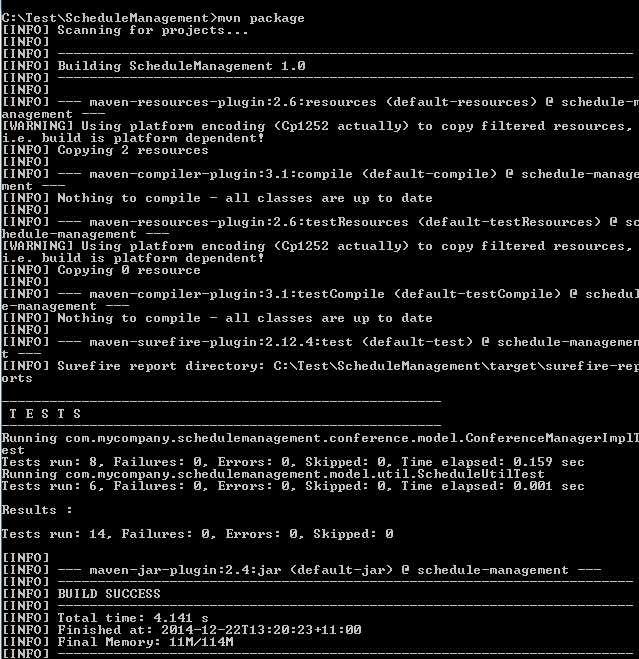 C:\Test\ScheduleManagement>mvn package
[INFO] Scanning for projects...
[INFO]
[INFO] ------------------------------------------------------------------------
[INFO] Building ScheduleManagement 1.0
[INFO] ------------------------------------------------------------------------
[INFO]
[INFO] --- maven-resources-plugin:2.6:resources (default-resources) @ schedule-m
anagement ---
[WARNING] Using platform encoding (Cp1252 actually) to copy filtered resources,
i.e. build is platform dependent!
[INFO] Copying 2 resources
[INFO]
[INFO] --- maven-compiler-plugin:3.1:compile (default-compile) @ schedule-manage
ment ---
[INFO] Nothing to compile - all classes are up to date
[INFO]
[INFO] --- maven-resources-plugin:2.6:testResources (default-testResources) @ sc
hedule-management ---
[WARNING] Using platform encoding (Cp1252 actually) to copy filtered resources,
i.e. build is platform dependent!
[INFO] Copying 0 resource
[INFO]
[INFO] --- maven-compiler-plugin:3.1:testCompile (default-testCompile) @ schedul
e-management ---
[INFO] Nothing to compile - all classes are up to date
[INFO]
[INFO] --- maven-surefire-plugin:2.12.4:test (default-test) @ schedule-managemen
t ---
[INFO] Surefire report directory: C:\Test\ScheduleManagement\target\surefire-rep
orts
-------------------------------------------------------
 T E S T S
-------------------------------------------------------
Running com.mycompany.schedulemanagement.conference.model.ConferenceManagerImplT
est
Tests run: 8, Failures: 0, Errors: 0, Skipped: 0, Time elapsed: 0.159 sec
Running com.mycompany.schedulemanagement.model.util.ScheduleUtilTest
Tests run: 6, Failures: 0, Errors: 0, Skipped: 0, Time elapsed: 0.001 sec
Results :
Tests run: 14, Failures: 0, Errors: 0, Skipped: 0
[INFO]
[INFO] --- maven-jar-plugin:2.4:jar (default-jar) @ schedule-management ---
[INFO] ------------------------------------------------------------------------
[INFO] BUILD SUCCESS
[INFO] ------------------------------------------------------------------------
[INFO] Total time: 4.141 s
[INFO] Finished at: 2014-12-22T13:20:23+11:00
[INFO] Final Memory: 11M/114M
[INFO] ------------------------------------------------------------------------